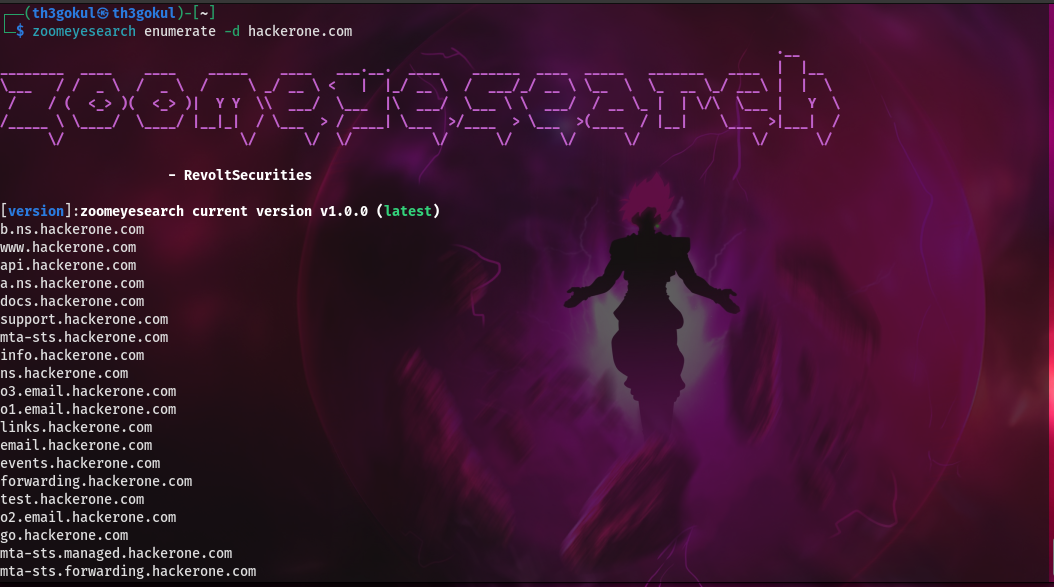 (th3gokul㉿th3gokul)-[~]
$ zoomeyesearch enumerate -d hackerone.com
zoomeyesearch
- RevoltSecurities
[version]:zoomeyesearch current version v1.0.0 (latest)
b.ns.hackerone.com
www.hackerone.com
api.hackerone.com
a.ns.hackerone.com
docs.hackerone.com
support.hackerone.com
mta-sts.hackerone.com
info.hackerone.com
ns.hackerone.com
o3.email.hackerone.com
o1.email.hackerone.com
links.hackerone.com
email.hackerone.com
events.hackerone.com
forwarding.hackerone.com
test.hackerone.com
o2.email.hackerone.com
go.hackerone.com
mta-sts.managed.hackerone.com
mta-sts.forwarding.hackerone.com